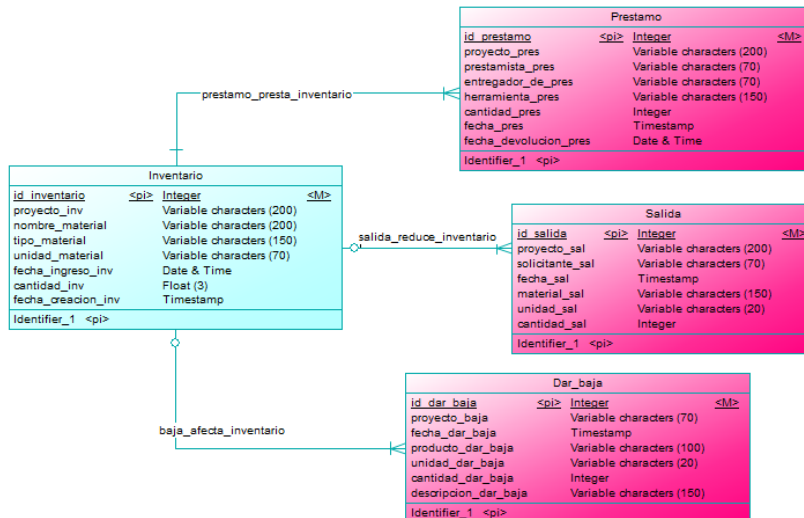 Prestamo
id_prestamo <pi> Integer <M>
proyecto_pres Variable characters (200)
prestamista_pres Variable characters (70)
entregador_de_pres Variable characters (70)
herramienta_pres Variable characters (150)
cantidad_pres Integer
fecha_pres Timestamp
fecha_devolucion_pres Date & Time
Identifier_1 <pi>
prestamo_presta_inventario
Inventario
id_inventario <pi> Integer <M>
proyecto_inv Variable characters (200)
nombre_material Variable characters (200)
tipo_material Variable characters (150)
unidad_material Variable characters (70)
fecha_ingreso_inv Date & Time
cantidad_inv Float (3)
fecha_creacion_inv Timestamp
Identifier_1 <pi>
salida_reduce_inventario
Salida
id_salida <pi> Integer <M>
proyecto_sal Variable characters (200)
solicitante_sal Variable characters (70)
fecha_sal Timestamp
material_sal Variable characters (150)
unidad_sal Variable characters (20)
cantidad_sal Integer
Identifier_1 <pi>
baja_afecta_inventario
Dar_baja
id_dar_baja <pi> Integer <M>
proyecto_baja Variable characters (70)
fecha_dar_baja Timestamp
producto_dar_baja Variable characters (100)
unidad_dar_baja Variable characters (20)
cantidad_dar_baja Integer
descripcion_dar_baja Variable characters (150)
Identifier_1 <pi>